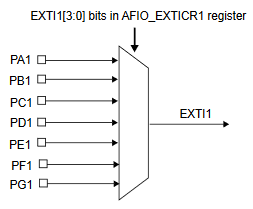 EXTI1[3:0] bits in AFIO_EXTICR1 register
PA1
PB1
PC1
PD1
EXTI1
PE1
PF1
PG1